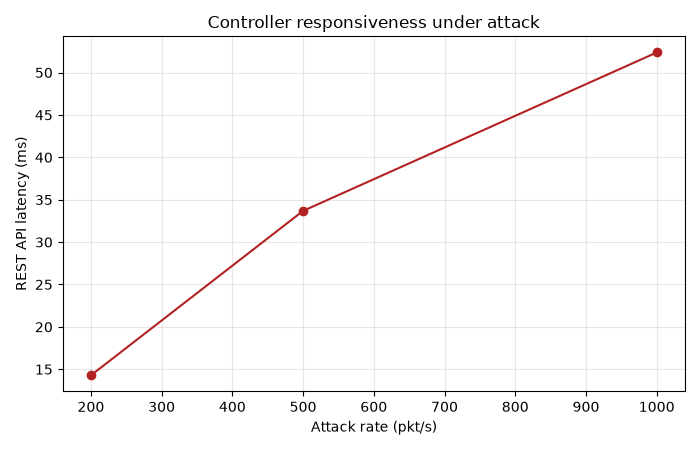 Controller responsiveness under attack
REST API latency (ms)
50
45
40
35
30
25
20
15
200 300 400 500 600 700 800 900 1000
Attack rate (pkt/s)